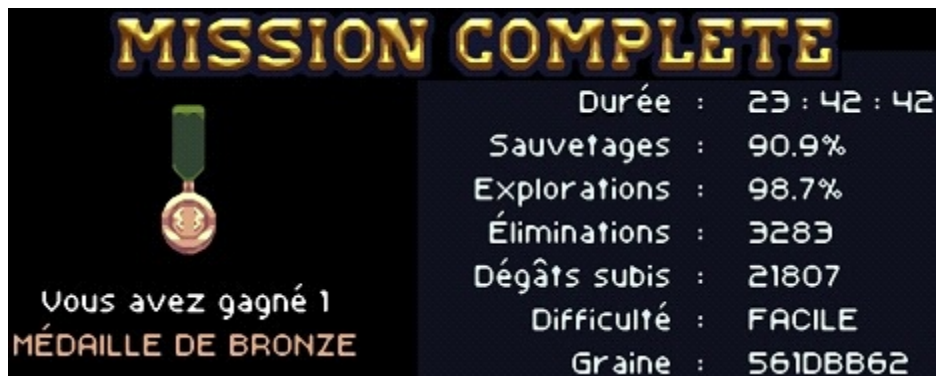 MISSION COMPLETE
Durée : 23 : 42 : 42
Sauvetages : 90.9%
Explorations : 98.7%
Éliminations : 3283
Dégâts subis : 21807
Difficulté : FACILE
Graine : 561DBB62
Vous avez gagné 1
MÉDAILLE DE BRONZE